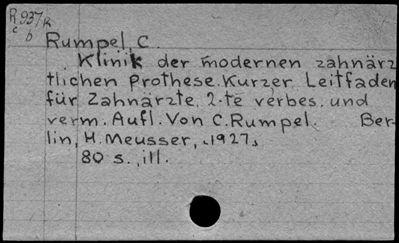 R937R
c
b
Rumpel, C.
Klinik der modernen zahnärz
tlichen Prothese. Kurzer Leitfaden
für Zahnärzte. 2-te verbes. und
verm. Aufl. Von C. Rumpel. Ber-
lin, H. Meusser, "1927„
80 s., ill.